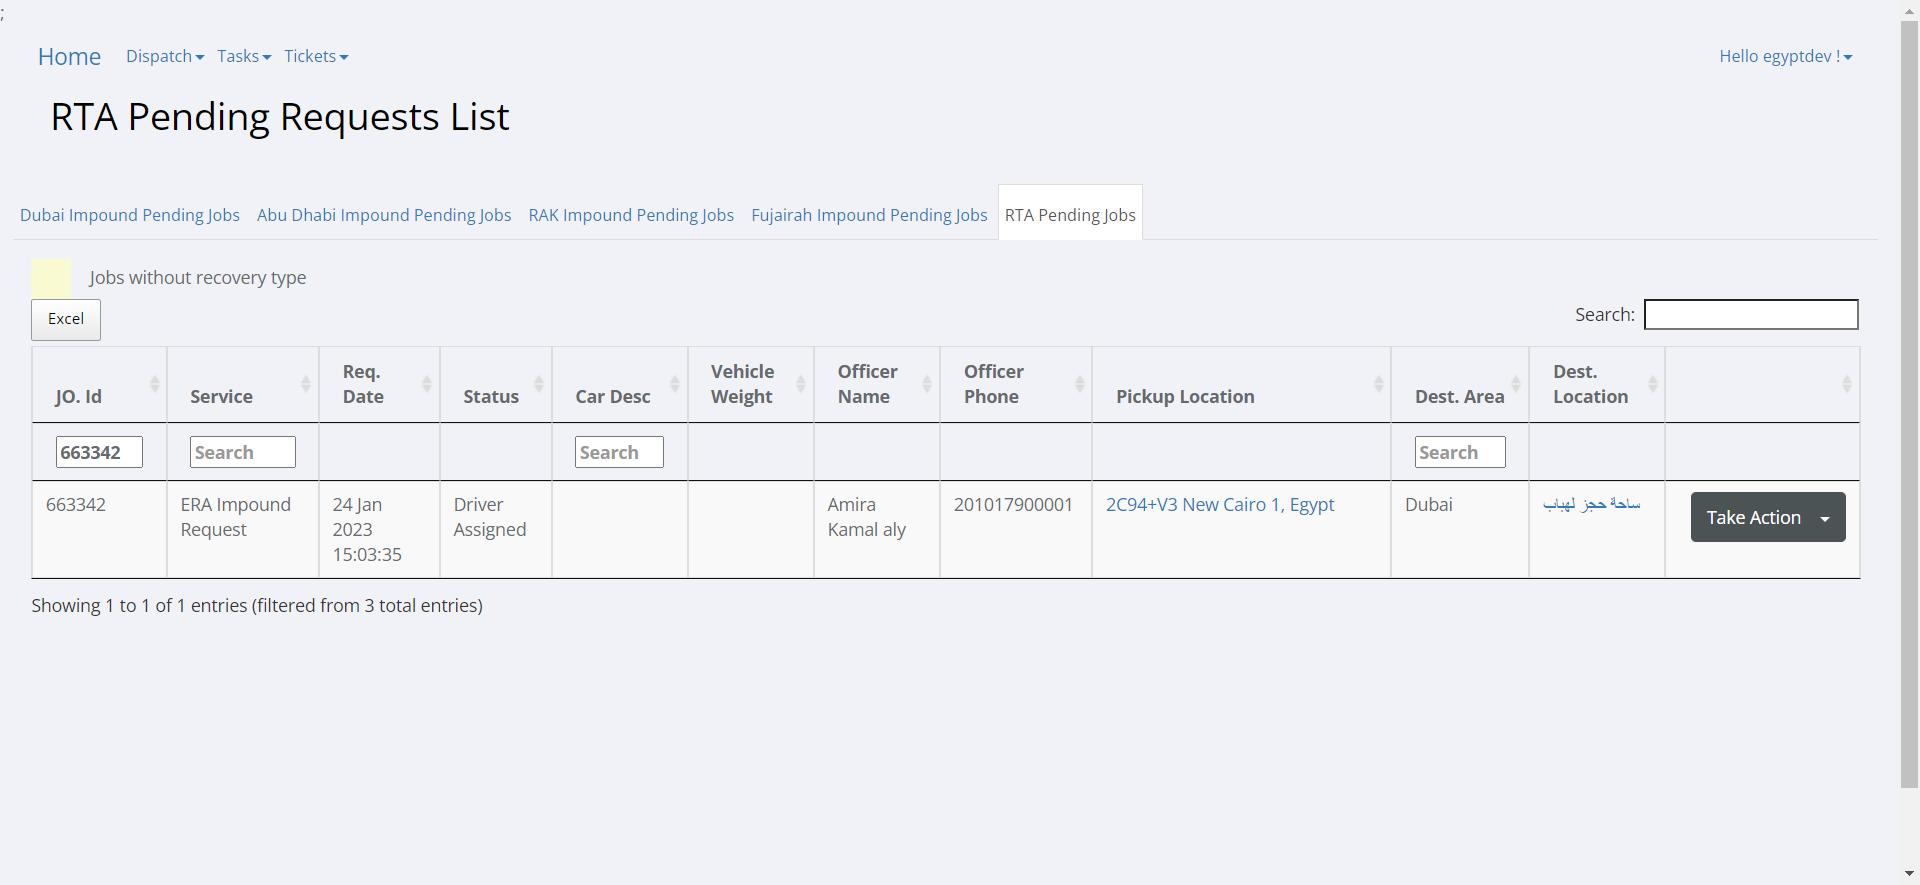 ;
Home Dispatch Tasks Tickets Hello egyptdev !
RTA Pending Requests List
Dubai Impound Pending Jobs Abu Dhabi Impound Pending Jobs RAK Impound Pending Jobs Fujairah Impound Pending Jobs RTA Pending Jobs
Jobs without recovery type
Excel Search:
JO. Id Service Req. Date Status Car Desc Vehicle Weight Officer Name Officer Phone Pickup Location Dest. Area Dest. Location
663342 Search Search Search
663342 ERA Impound Request 24 Jan 2023 15:03:35 Driver Assigned Amira Kamal aly 201017900001 2C94+V3 New Cairo 1, Egypt Dubai ساحة حجز لهباب Take Action
Showing 1 to 1 of 1 entries (filtered from 3 total entries)